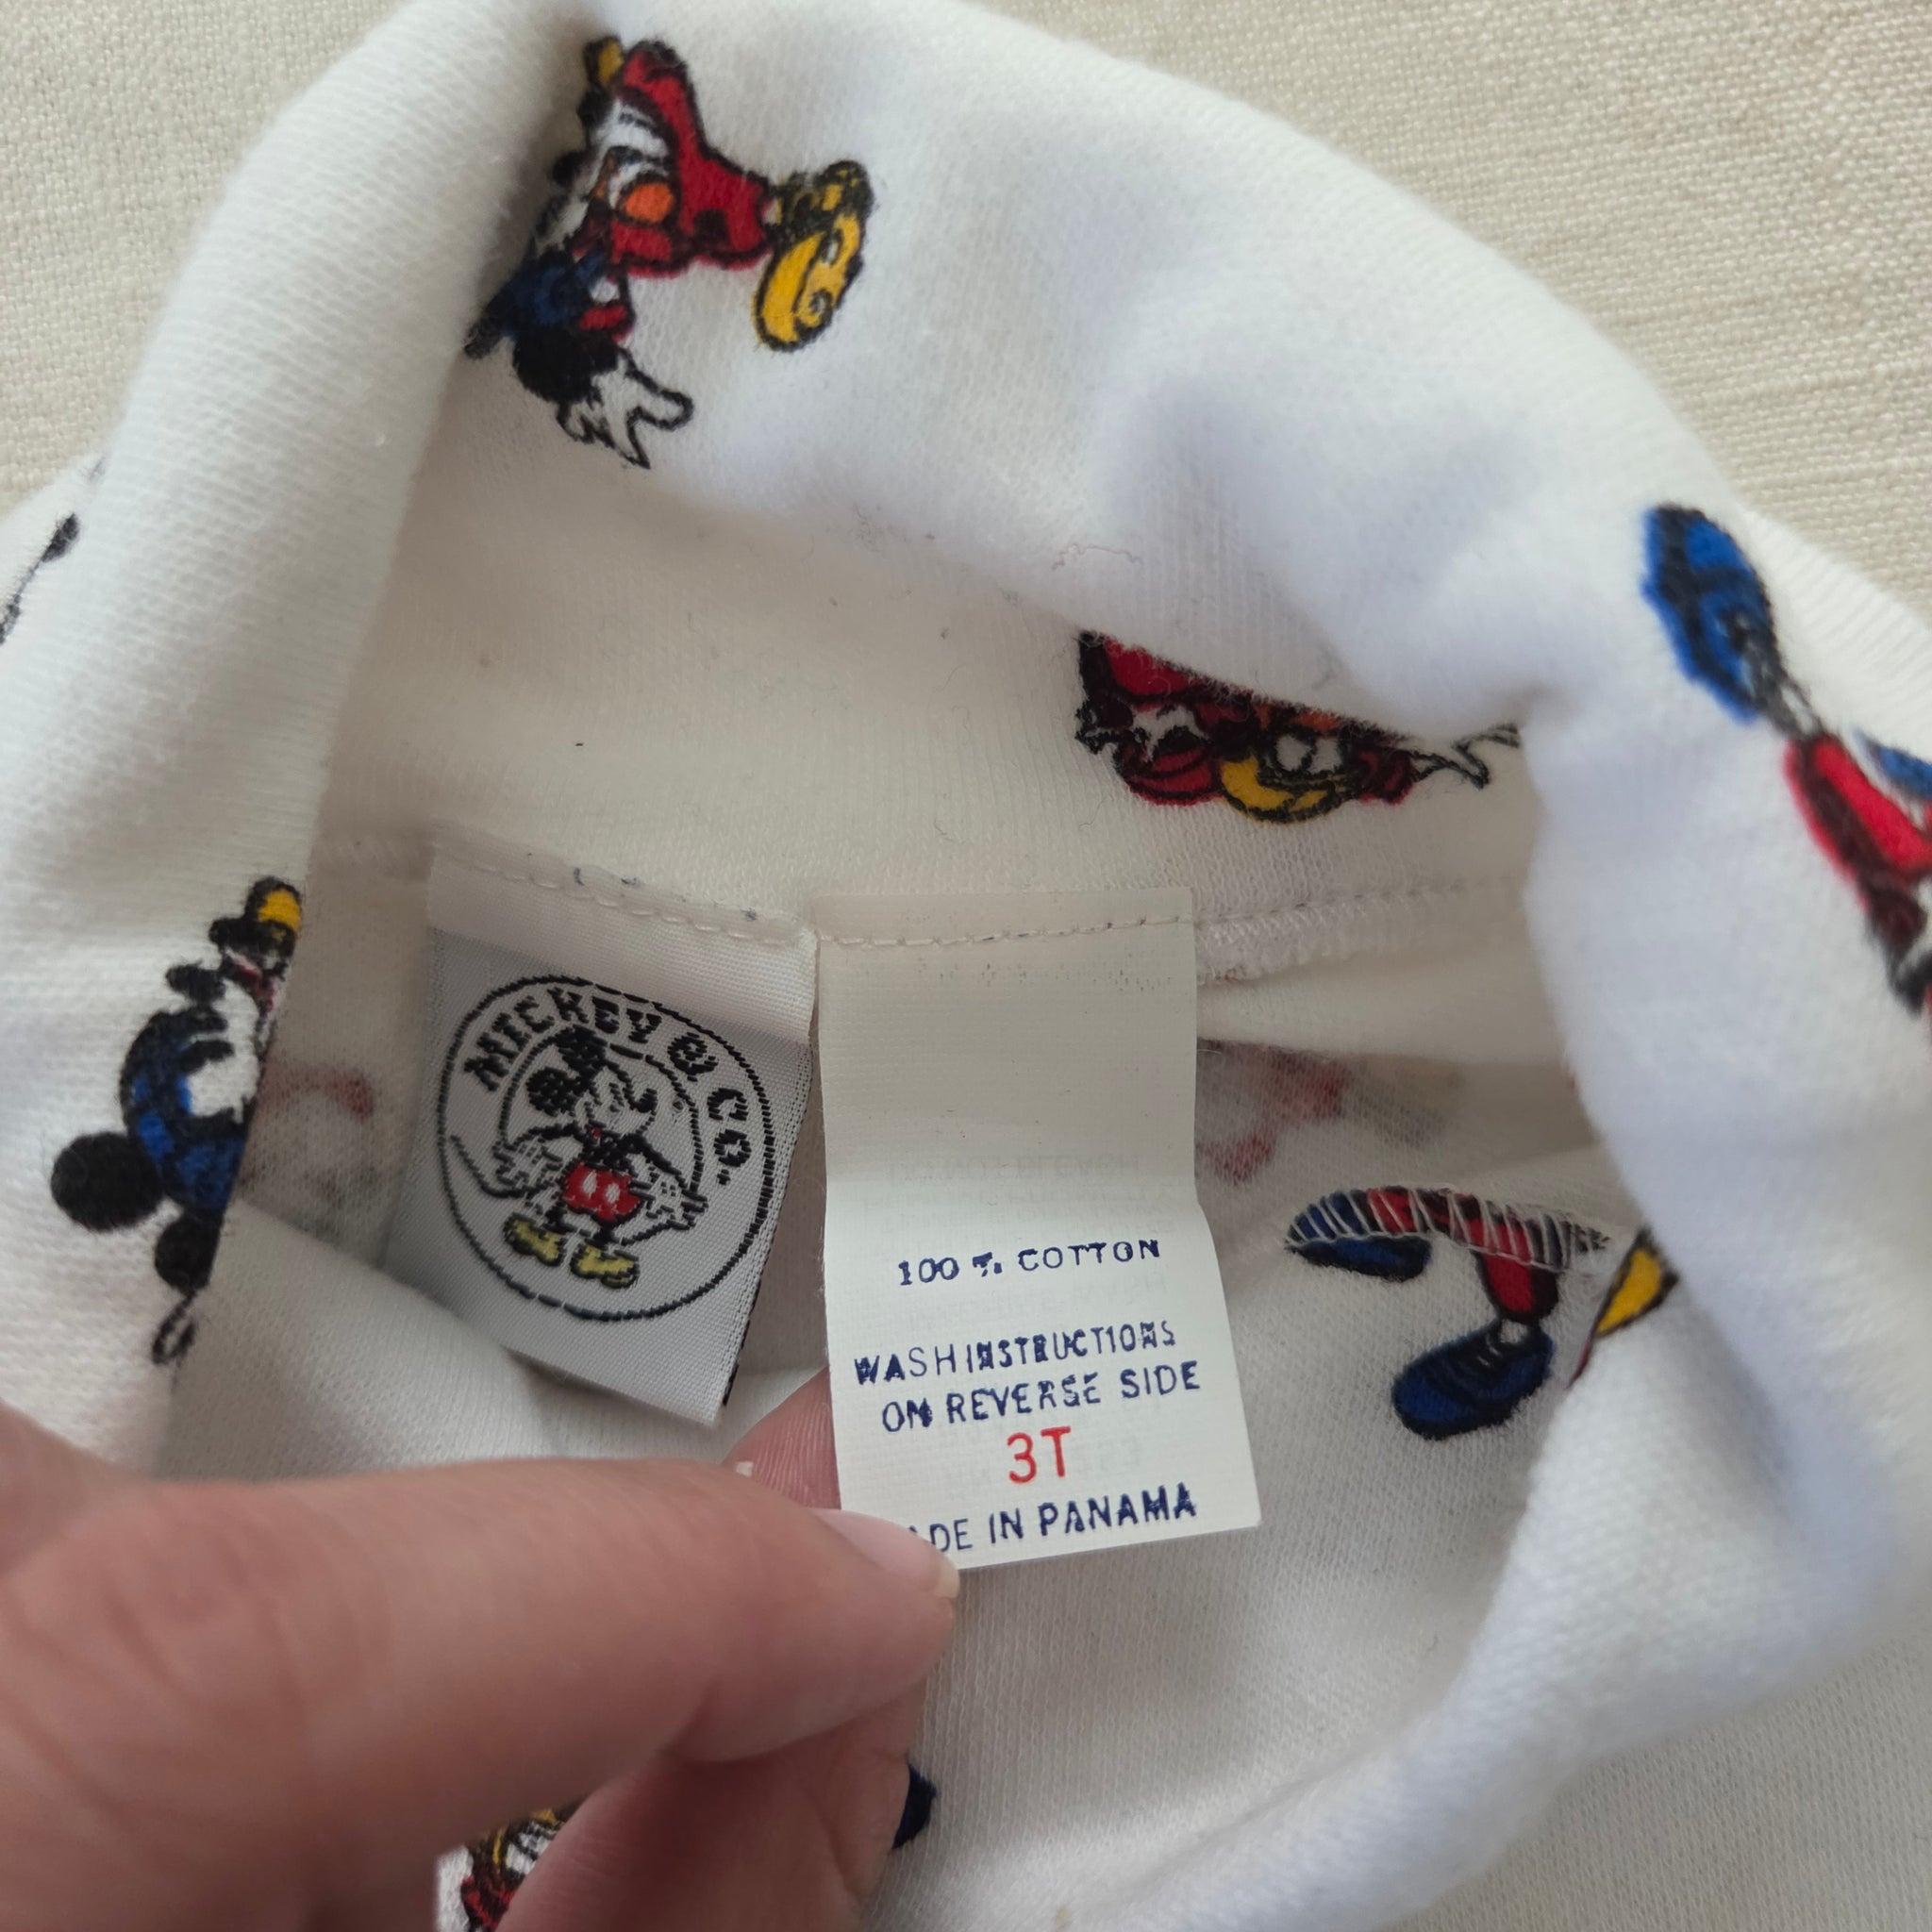 MICKEY & CO.
100 % COTTON
WASH INSTRUCTIONS
ON REVERSE SIDE
3T
ADE IN PANAMA